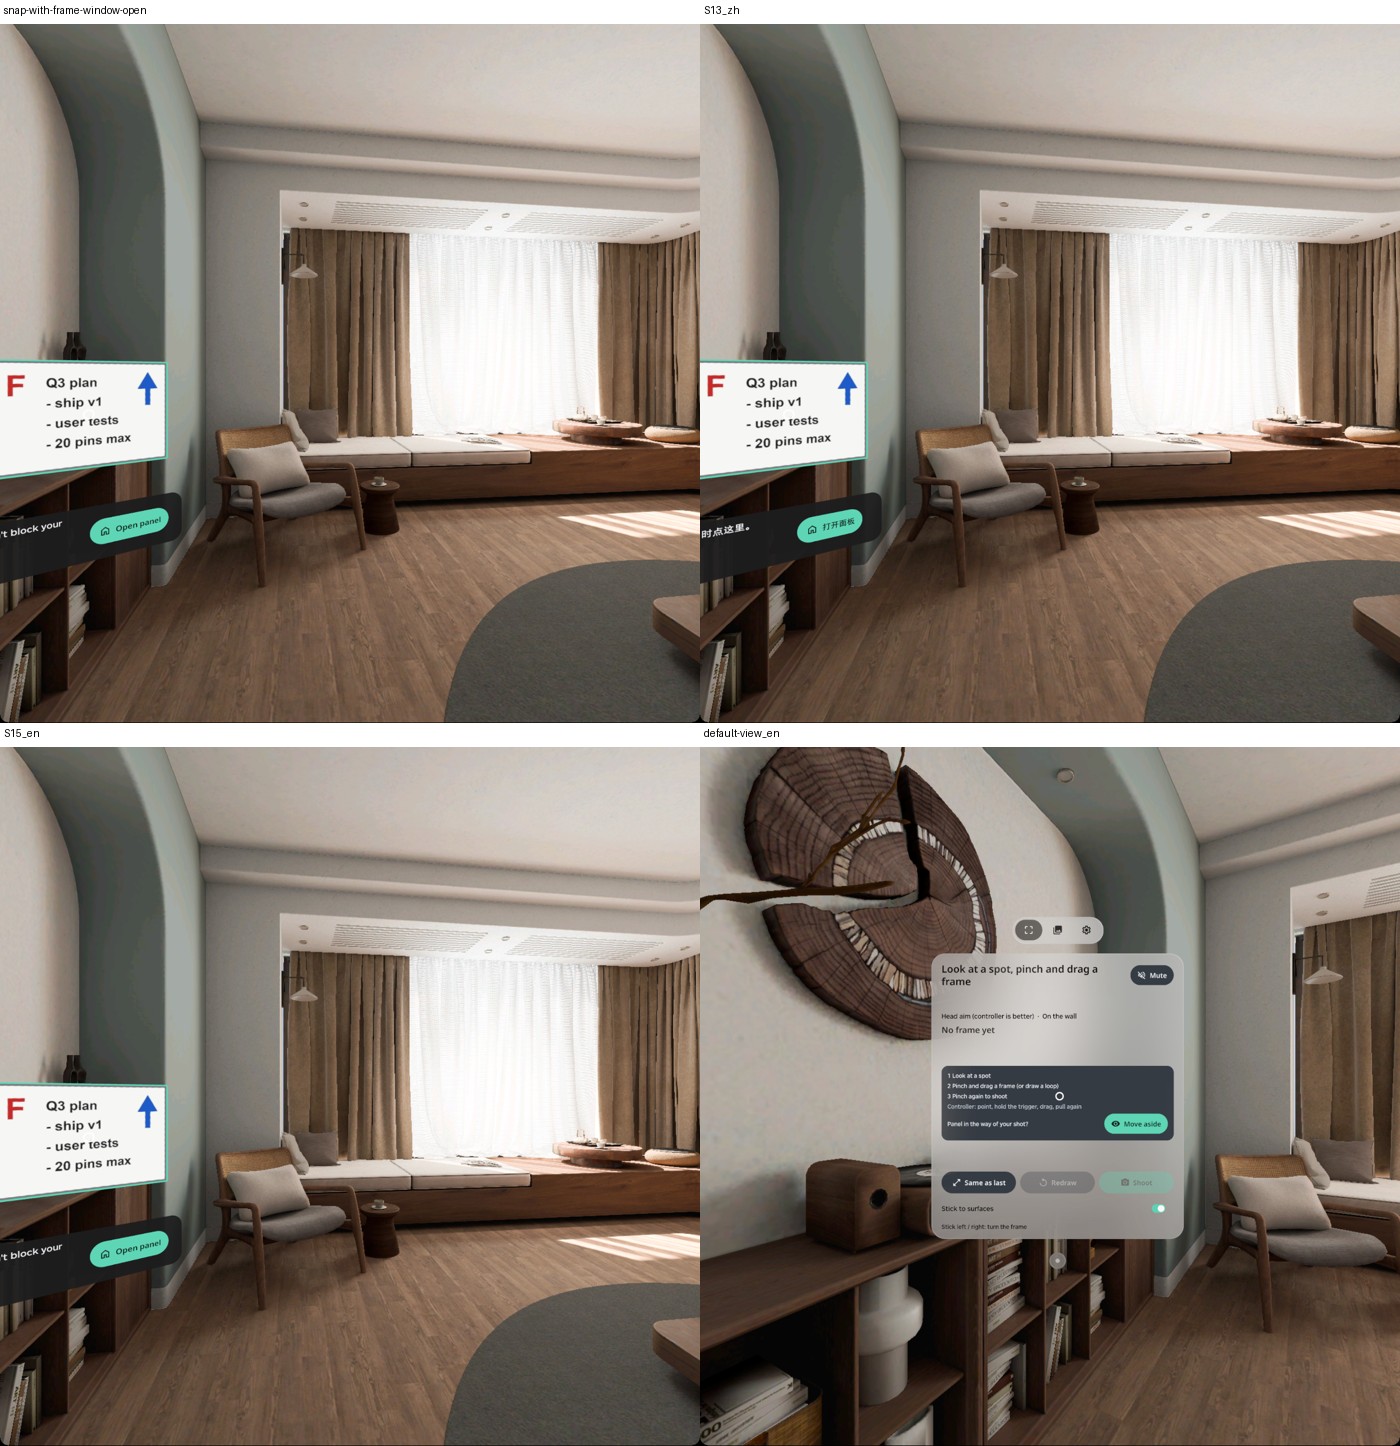 snap-with-frame-window-open
S13_zh
F
Q3 plan
- ship v1
- user tests
- 20 pins max
't block your
Open panel
F
Q3 plan
- ship v1
- user tests
- 20 pins max
时点这里。
打开面板
S15_en
default-view_en
F
Q3 plan
- ship v1
- user tests
- 20 pins max
't block your
Open panel
Look at a spot, pinch and drag a
frame
Mute
Head aim (controller is better) · On the wall
No frame yet
1 Look at a spot
2 Pinch and drag a frame (or draw a loop)
3 Pinch again to shoot
Controller: point, hold the trigger, drag, pull again
Panel in the way of your shot?
Move aside
Same as last
Redraw
Shoot
Stick to surfaces
Stick left / right: turn the frame